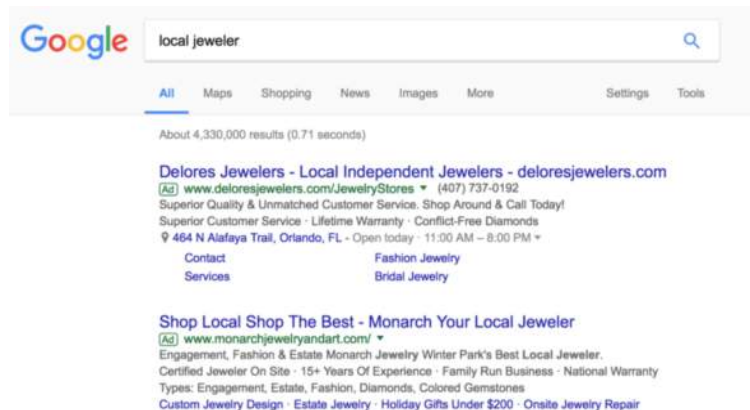 Google
local jeweler
All Maps Shopping News Images More Settings Tools
About 4,330,000 results (0.71 seconds)
Delores Jewelers - Local Independent Jewelers - deloresjewelers.com
Ad www.deloresjewelers.com/JewelryStores ▼ (407) 737-0192
Superior Quality & Unmatched Customer Service. Shop Around & Call Today!
Superior Customer Service · Lifetime Warranty · Conflict-Free Diamonds
464 N Alafaya Trail, Orlando, FL - Open today · 11:00 AM – 8:00 PM ▼
Contact Fashion Jewelry
Services Bridal Jewelry
Shop Local Shop The Best - Monarch Your Local Jeweler
Ad www.monarchjewelryandart.com/ ▼
Engagement, Fashion & Estate Monarch Jewelry Winter Park's Best Local Jeweler.
Certified Jeweler On Site · 15+ Years Of Experience · Family Run Business · National Warranty
Types: Engagement, Estate, Fashion, Diamonds, Colored Gemstones
Custom Jewelry Design · Estate Jewelry · Holiday Gifts Under $200 · Onsite Jewelry Repair